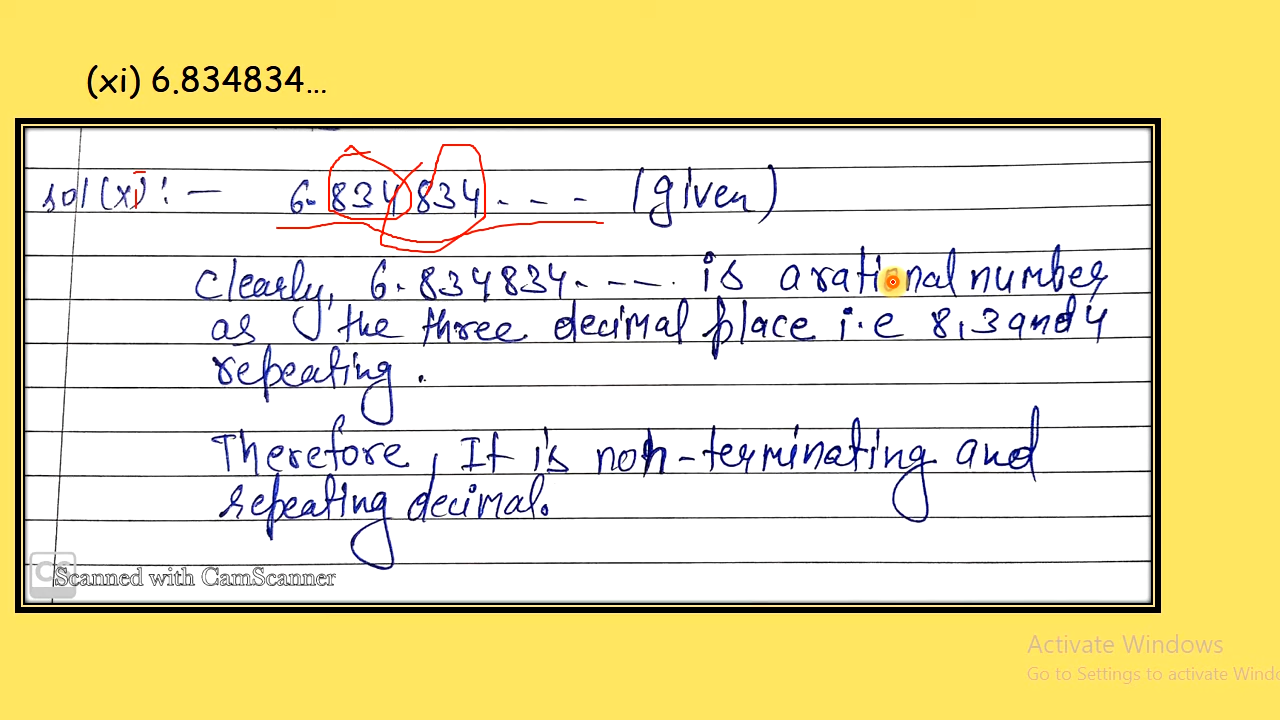 (xi) 6.834834...
sol(xi):- 6.834834... (given)
Clearly, 6.834834.---. is a rational number
as the three decimal place i.e 8,3 and 4
repeating.
Therefore, It is non-terminating and
repeating decimal.
CS Scanned with CamScanner
Activate Windows
Go to Settings to activate Windo